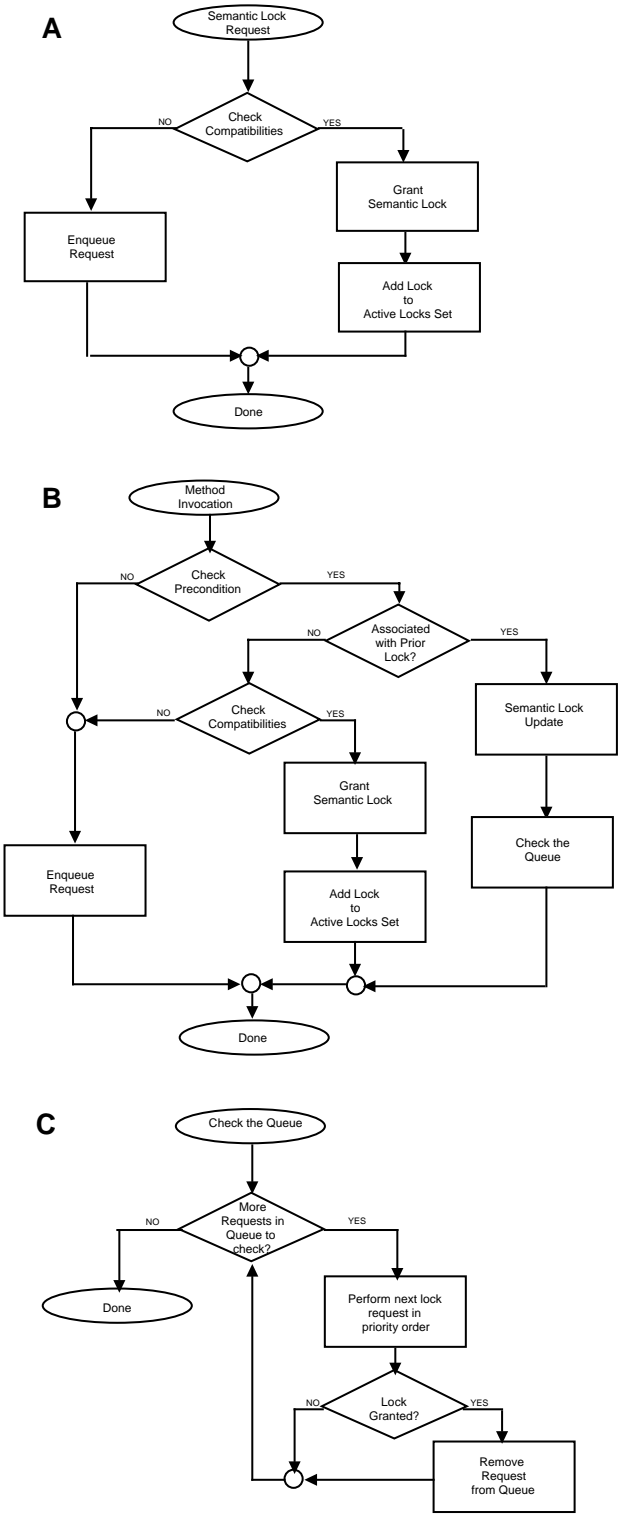 A
Semantic Lock
Request
Check
Compatibilities
NO
YES
Grant
Semantic Lock
Enqueue
Request
Add Lock
to
Active Locks Set
Done
B
Method
Invocation
Check
Precondition
NO
YES
Associated
with Prior
Lock?
NO
YES
Check
Compatibilities
NO
YES
Semantic Lock
Update
Grant
Semantic Lock
Check the
Queue
Enqueue
Request
Add Lock
to
Active Locks Set
Done
C
Check the Queue
More
Requests in
Queue to
check?
NO
YES
Done
Perform next lock
request in
priority order
Lock
Granted?
NO
YES
Remove
Request
from Queue